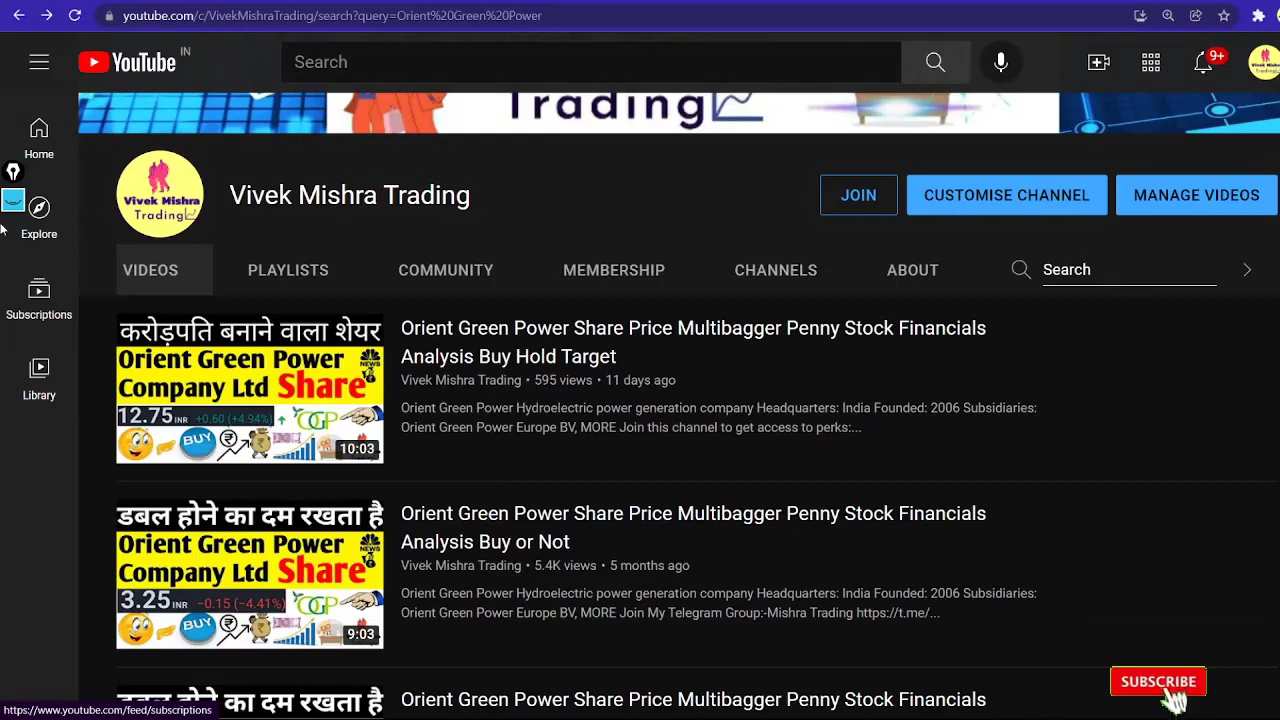 youtube.com/c/VivekMishraTrading/search?query=Orient%20Green%20Power
YouTube IN
Search
9+
Trading
Home
Explore
Subscriptions
Library
Vivek Mishra
Trading
Vivek Mishra Trading
JOIN
CUSTOMISE CHANNEL
MANAGE VIDEOS
VIDEOS
PLAYLISTS
COMMUNITY
MEMBERSHIP
CHANNELS
ABOUT
Search
करोड़पति बनाने वाला शेयर
Orient Green Power
NEWS
Company Ltd Share
12.75 INR +0.60 (+4.94%)
OGP
BUY
10:03
Orient Green Power Share Price Multibagger Penny Stock Financials
Analysis Buy Hold Target
Vivek Mishra Trading • 595 views • 11 days ago
Orient Green Power Hydroelectric power generation company Headquarters: India Founded: 2006 Subsidiaries:
Orient Green Power Europe BV, MORE Join this channel to get access to perks:...
डबल होने का दम रखता है
Orient Green Power
NEWS
Company Ltd Share
3.25 INR −0.15 (−4.41%)
OGP
BUY
9:03
Orient Green Power Share Price Multibagger Penny Stock Financials
Analysis Buy or Not
Vivek Mishra Trading • 5.4K views • 5 months ago
Orient Green Power Hydroelectric power generation company Headquarters: India Founded: 2006 Subsidiaries:
Orient Green Power Europe BV, MORE Join My Telegram Group:-Mishra Trading https://t.me/...
डबल होने का दम रखता है
Orient Green Power Share Price Multibagger Penny Stock Financials
SUBSCRIBE
https://www.youtube.com/feed/subscriptions